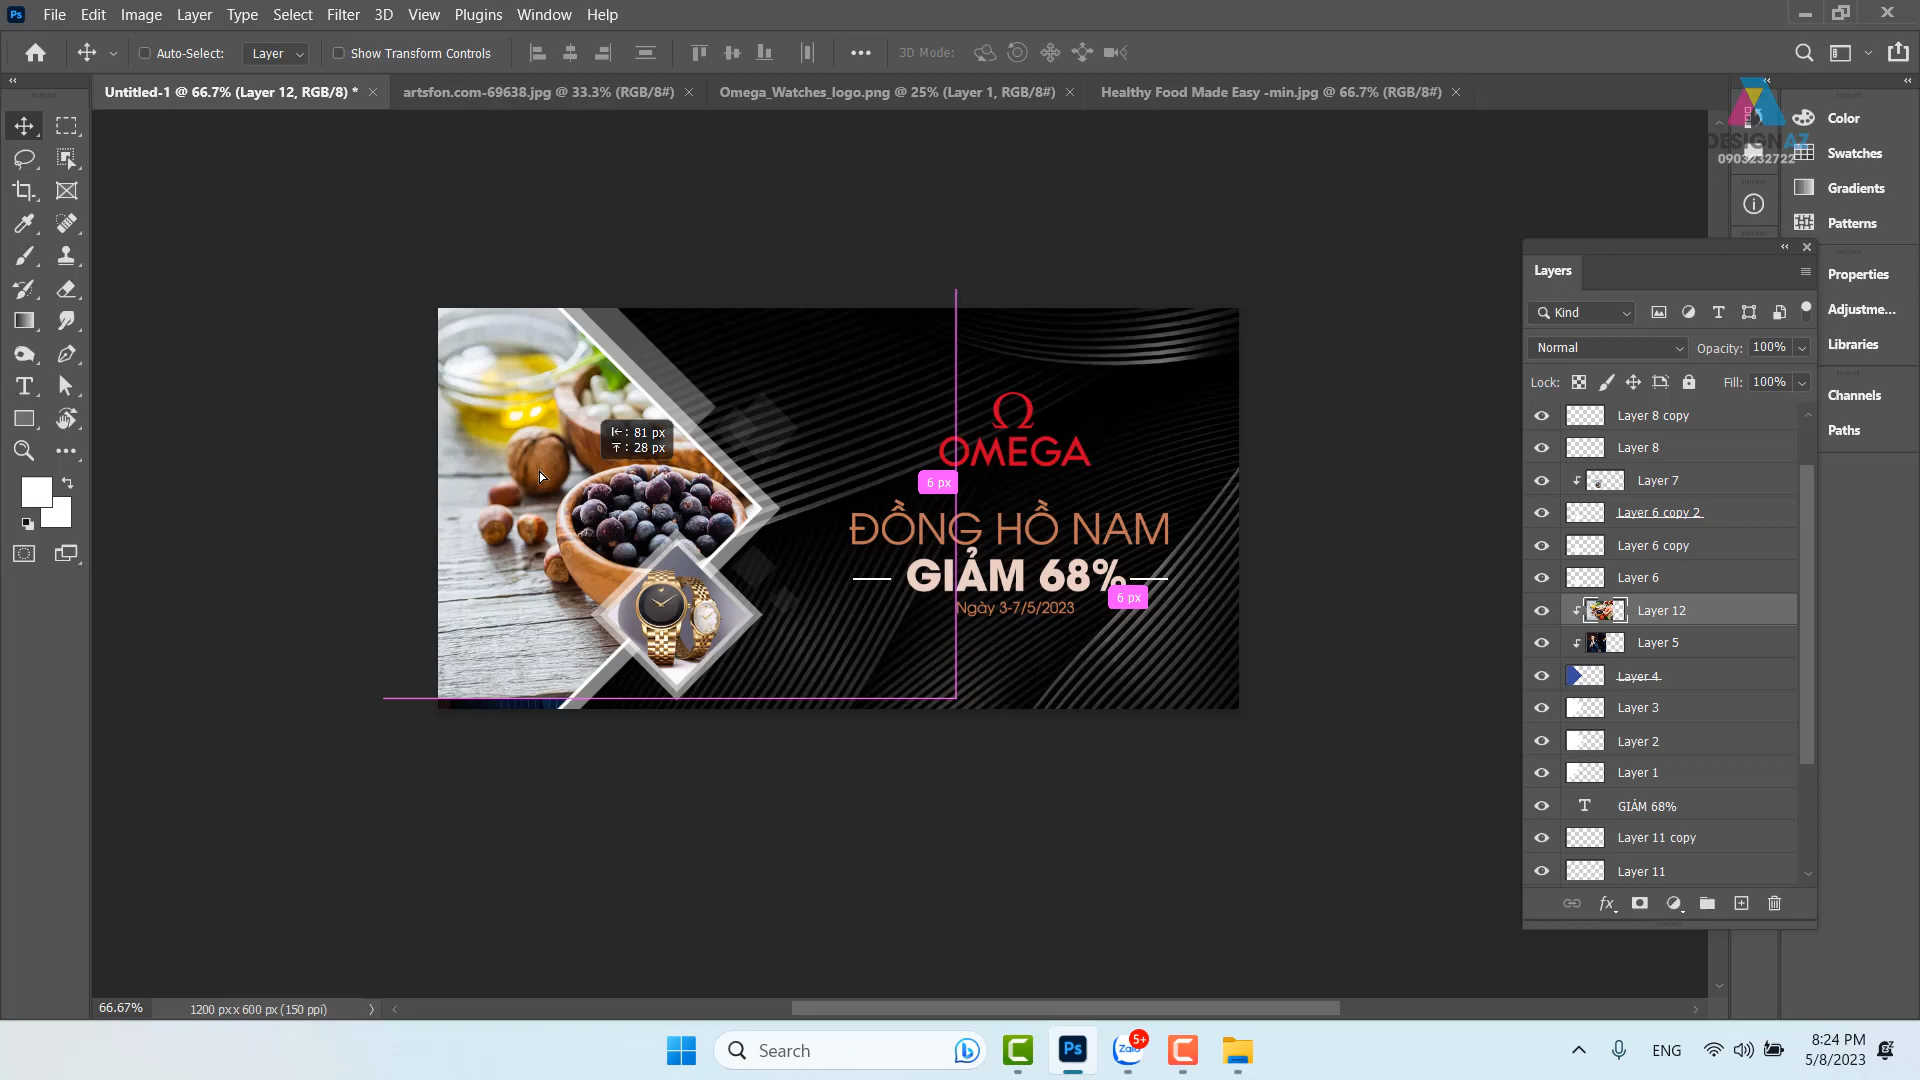 Ps File Edit Image Layer Type Select Filter 3D View Plugins Window Help
Auto-Select: Layer Show Transform Controls 3D Mode:
Untitled-1 @ 66.7% (Layer 12, RGB/8) * artsfon.com-69638.jpg @ 33.3% (RGB/8#) Omega_Watches_logo.png @ 25% (Layer 1, RGB/8#) Healthy Food Made Easy -min.jpg @ 66.7% (RGB/8#)
DESIGNAZ
0903232722
Color
Swatches
Gradients
Patterns
Properties
Adjustme...
Libraries
Channels
Paths
Layers
Kind
Normal Opacity: 100%
Lock: Fill: 100%
Layer 8 copy
Layer 8
Layer 7
Layer 6 copy 2
Layer 6 copy
Layer 6
Layer 12
Layer 5
Layer 4
Layer 3
Layer 2
Layer 1
T GIẢM 68%
Layer 11 copy
Layer 11
fx
: 81 px
: 28 px
OMEGA
6 px
ĐỒNG HỒ NAM
GIẢM 68%
6 px
Ngày 3-7/5/2023
66.67% 1200 px x 600 px (150 ppi)
Search
Ps
Zalo
5+
ENG
8:24 PM
5/8/2023